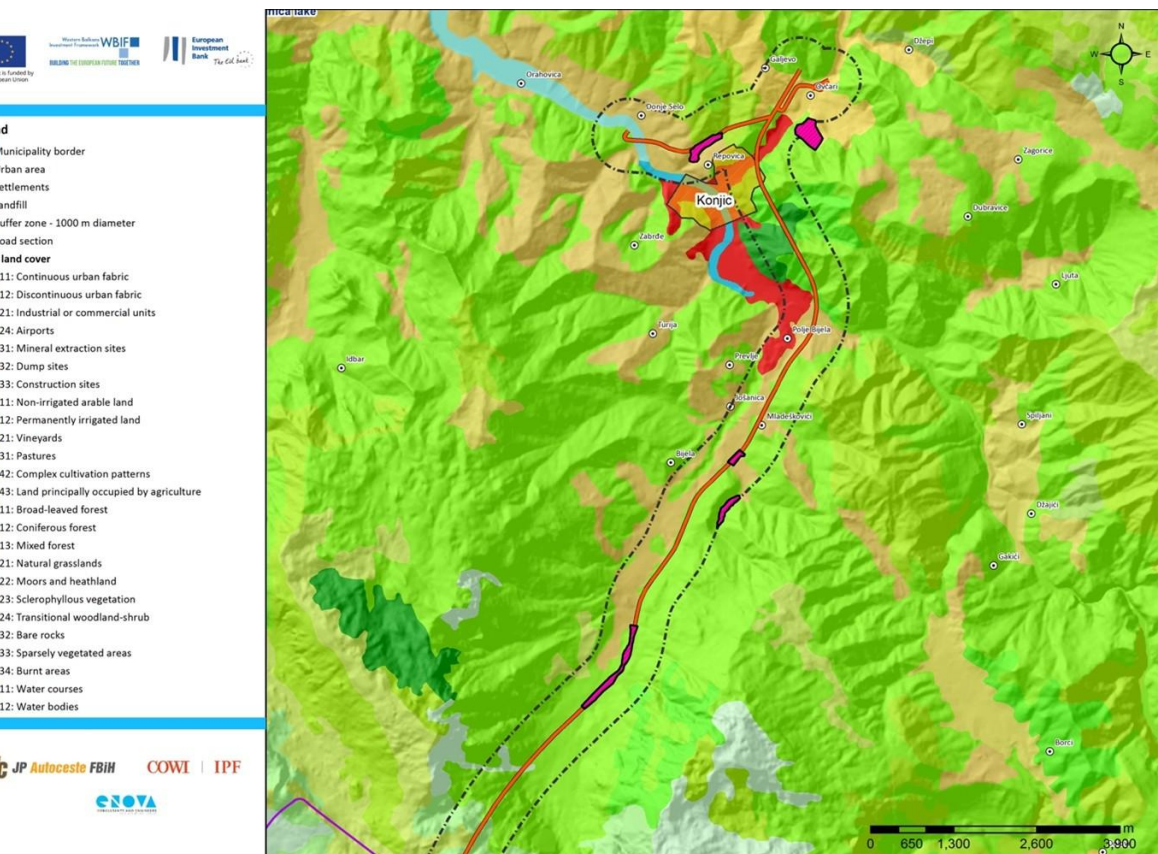 nica lake
Western Balkans
Investment Framework WBIF
BUILDING THE EUROPEAN FUTURE TOGETHER
European
Investment
Bank
The EU bank
t is funded by
pean Union
nd
Municipality border
rban area
ettlements
andfill
uffer zone - 1000 m diameter
oad section
land cover
11: Continuous urban fabric
12: Discontinuous urban fabric
21: Industrial or commercial units
24: Airports
31: Mineral extraction sites
32: Dump sites
33: Construction sites
11: Non-irrigated arable land
12: Permanently irrigated land
21: Vineyards
31: Pastures
42: Complex cultivation patterns
43: Land principally occupied by agriculture
11: Broad-leaved forest
12: Coniferous forest
13: Mixed forest
21: Natural grasslands
22: Moors and heathland
23: Sclerophyllous vegetation
24: Transitional woodland-shrub
32: Bare rocks
33: Sparsely vegetated areas
34: Burnt areas
11: Water courses
12: Water bodies
JP Autoceste FBiH
COWI | IPF
ENOVA
N
W E
S
Džepi
Galjevo
Orahovica
Ovčari
Donje Selo
Zagorice
Repovica
Konjic
Dubravice
Zabrđe
Ljuta
Turija
Polje Bijela
Idbar
Prevlje
Jošanica
Mladeškovići
Spiljani
Bijela
Džajići
Gakići
Borci
m
0 650 1,300 2,600 3,900